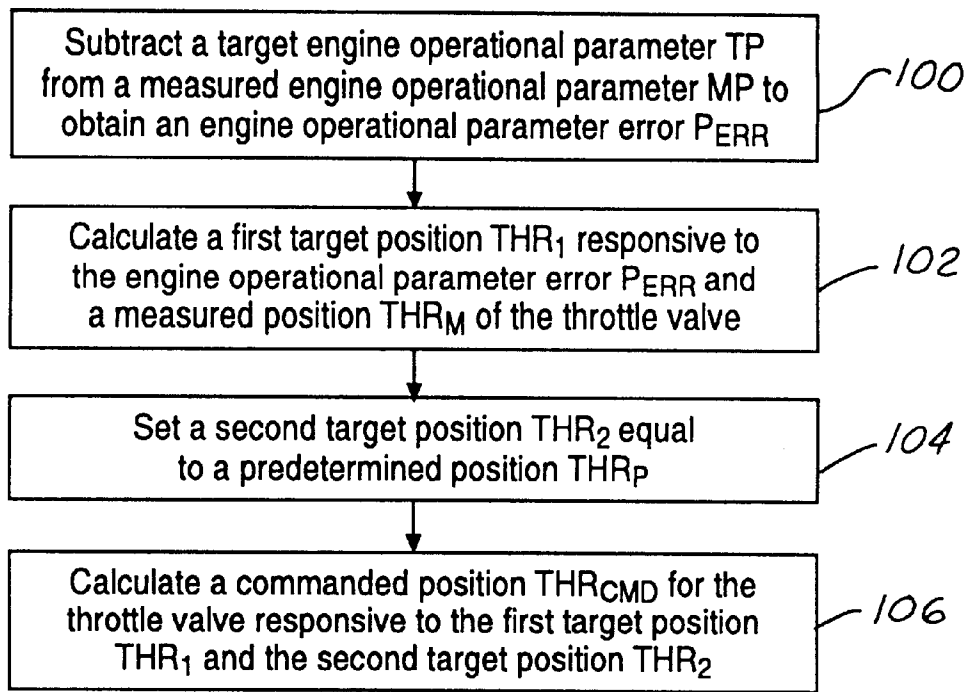 Subtract a target engine operational parameter TP
from a measured engine operational parameter MP to
obtain an engine operational parameter error PERR
100
Calculate a first target position THR1 responsive to
the engine operational parameter error PERR and
a measured position THRM of the throttle valve
102
Set a second target position THR2 equal
to a predetermined position THRP
104
Calculate a commanded position THRCMD for the
throttle valve responsive to the first target position
THR1 and the second target position THR2
106